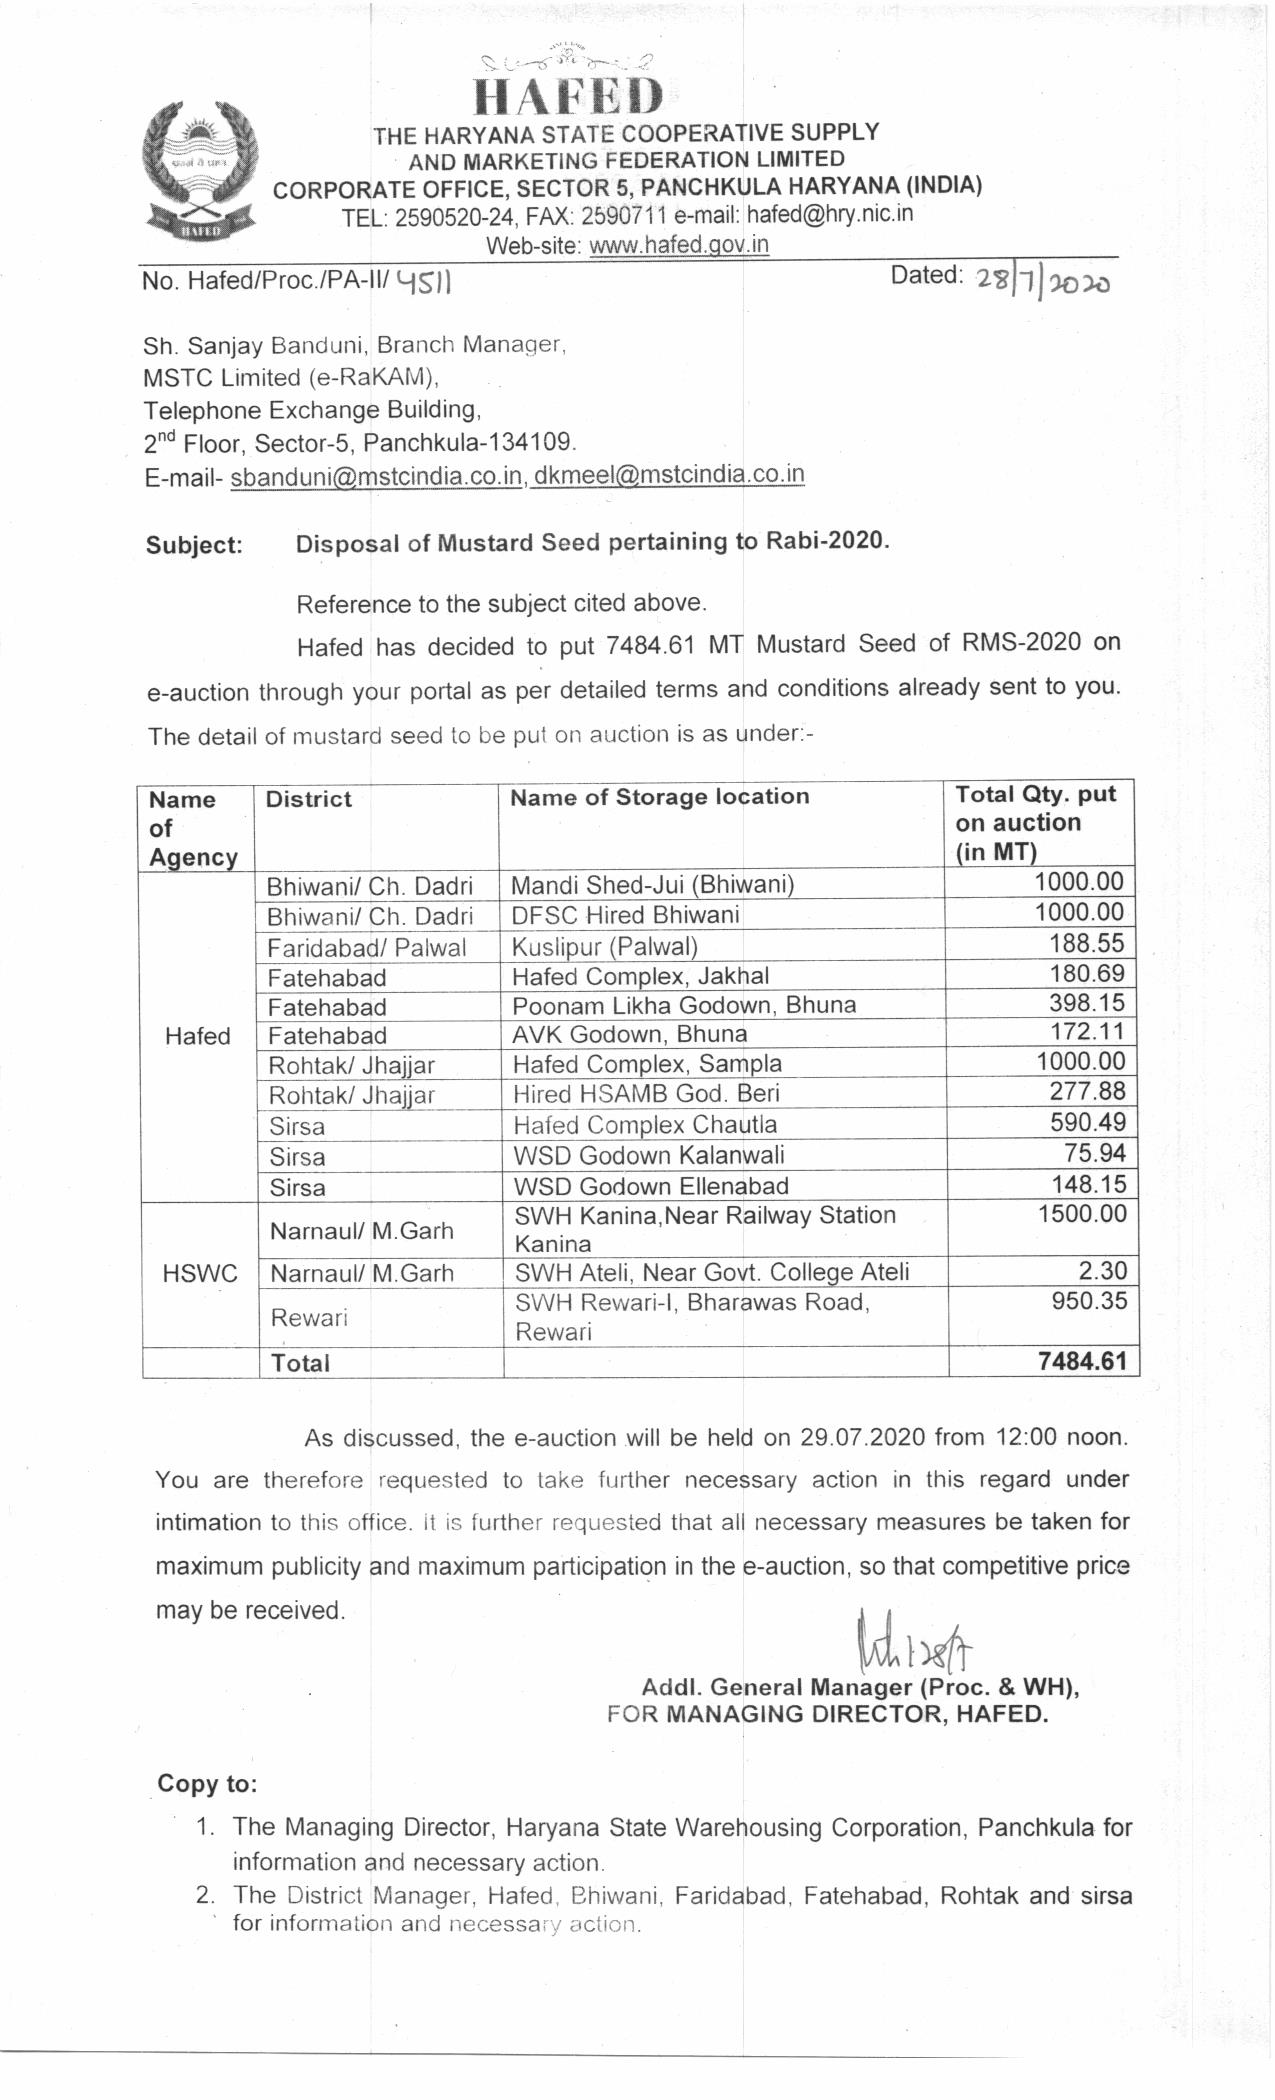 HAFED
THE HARYANA STATE COOPERATIVE SUPPLY
AND MARKETING FEDERATION LIMITED
CORPORATE OFFICE, SECTOR 5, PANCHKULA HARYANA (INDIA)
TEL: 2590520-24, FAX: 2590711 e-mail: hafed@hry.nic.in
Web-site: www.hafed.gov.in
HAFED
No. Hafed/Proc./PA-II/ 4511 Dated: 28/7/2020
Sh. Sanjay Banduni, Branch Manager,
MSTC Limited (e-RaKAM),
Telephone Exchange Building,
2nd Floor, Sector-5, Panchkula-134109.
E-mail- sbanduni@mstcindia.co.in, dkmeel@mstcindia.co.in
Subject: Disposal of Mustard Seed pertaining to Rabi-2020.
Reference to the subject cited above.
Hafed has decided to put 7484.61 MT Mustard Seed of RMS-2020 on
e-auction through your portal as per detailed terms and conditions already sent to you.
The detail of mustard seed to be put on auction is as under:-
Name of Agency District Name of Storage location Total Qty. put on auction (in MT)
Bhiwani/ Ch. Dadri Mandi Shed-Jui (Bhiwani) 1000.00
Bhiwani/ Ch. Dadri DFSC Hired Bhiwani 1000.00
Faridabad/ Palwal Kuslipur (Palwal) 188.55
Fatehabad Hafed Complex, Jakhal 180.69
Fatehabad Poonam Likha Godown, Bhuna 398.15
Hafed Fatehabad AVK Godown, Bhuna 172.11
Rohtak/ Jhajjar Hafed Complex, Sampla 1000.00
Rohtak/ Jhajjar Hired HSAMB God. Beri 277.88
Sirsa Hafed Complex Chautla 590.49
Sirsa WSD Godown Kalanwali 75.94
Sirsa WSD Godown Ellenabad 148.15
Narnaul/ M.Garh SWH Kanina,Near Railway Station Kanina 1500.00
HSWC Narnaul/ M.Garh SWH Ateli, Near Govt. College Ateli 2.30
Rewari SWH Rewari-I, Bharawas Road, Rewari 950.35
Total 7484.61
As discussed, the e-auction will be held on 29.07.2020 from 12:00 noon.
You are therefore requested to take further necessary action in this regard under
intimation to this office. It is further requested that all necessary measures be taken for
maximum publicity and maximum participation in the e-auction, so that competitive price
may be received.
28/7
Addl. General Manager (Proc. & WH),
FOR MANAGING DIRECTOR, HAFED.
Copy to:
1. The Managing Director, Haryana State Warehousing Corporation, Panchkula for
information and necessary action.
2. The District Manager, Hafed, Bhiwani, Faridabad, Fatehabad, Rohtak and sirsa
for information and necessary action.